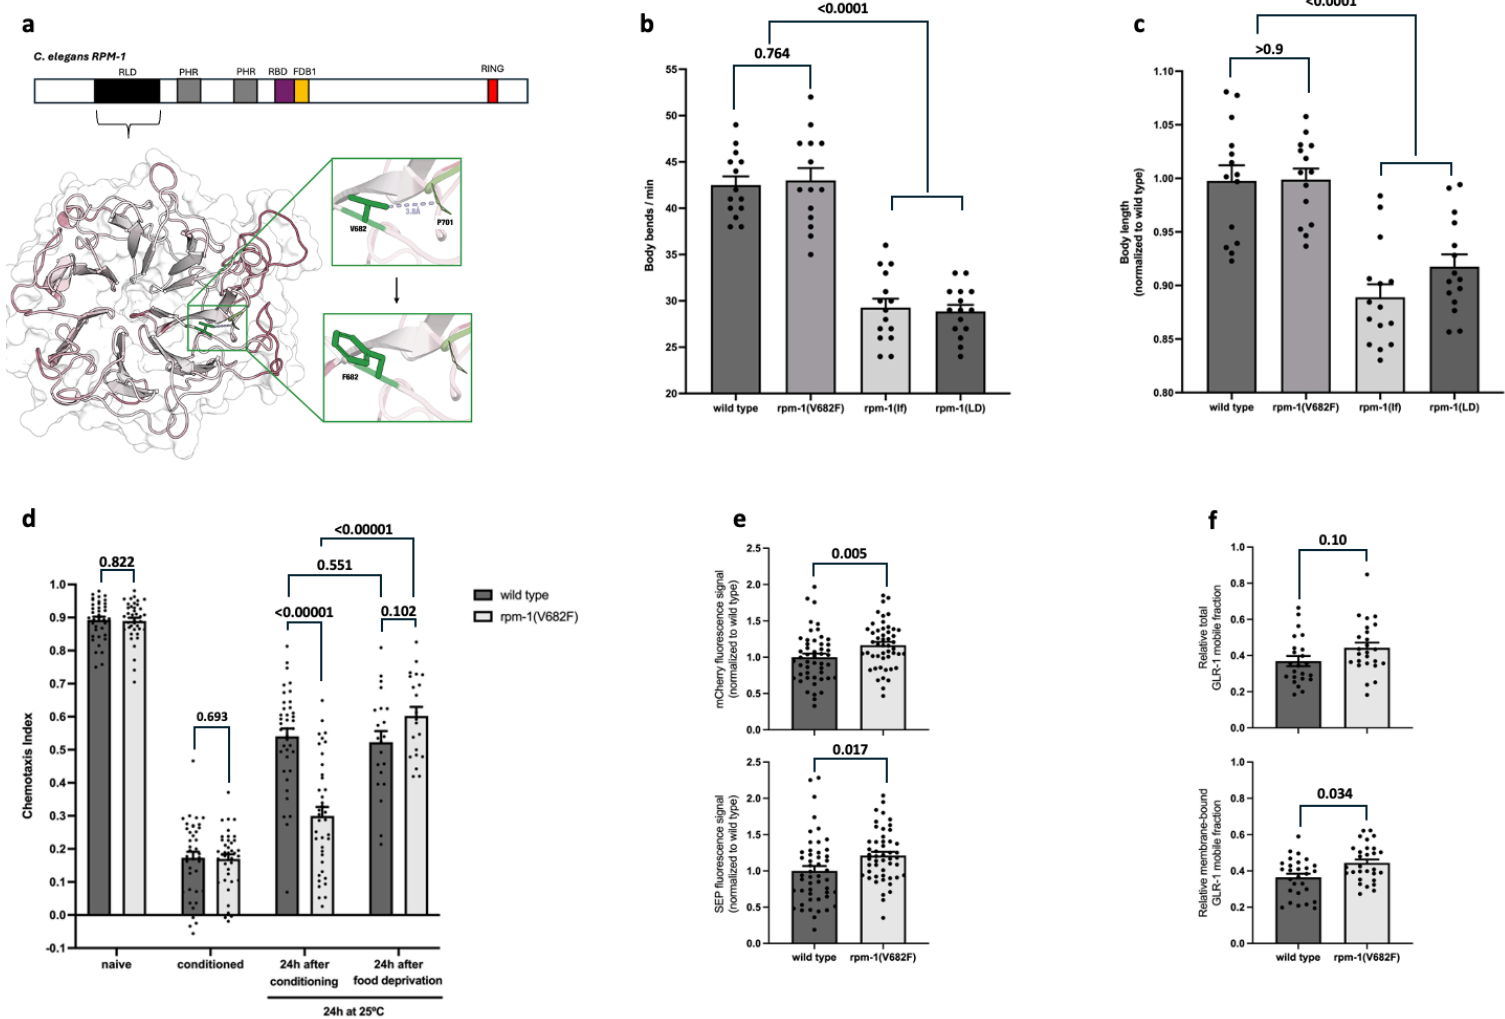 a
C. elegans RPM-1
RLD
PHR
PHR
RBD
FDB1
RING
V682
3.8Å
P701
F682
b
<0.0001
0.764
Body bends / min
55
50
45
40
35
30
25
20
wild type
rpm-1(V682F)
rpm-1(lf)
rpm-1(LD)
c
<0.0001
>0.9
Body length
(normalized to wild type)
1.10
1.05
1.00
0.95
0.90
0.85
0.80
wild type
rpm-1(V682F)
rpm-1(lf)
rpm-1(LD)
d
<0.00001
0.822
0.551
<0.00001
0.102
0.693
wild type
rpm-1(V682F)
Chemotaxis Index
1.0
0.9
0.8
0.7
0.6
0.5
0.4
0.3
0.2
0.1
0.0
-0.1
naive
conditioned
24h after
conditioning
24h after
food deprivation
24h at 25ºC
e
0.005
mCherry fluorescence signal
(normalized to wild type)
2.5
2.0
1.5
1.0
0.5
0.0
0.017
SEP fluorescence signal
(normalized to wild type)
2.5
2.0
1.5
1.0
0.5
0.0
wild type
rpm-1(V682F)
f
0.10
Relative total
GLR-1 mobile fraction
1.0
0.8
0.6
0.4
0.2
0.0
0.034
Relative membrane-bound
GLR-1 mobile fraction
1.0
0.8
0.6
0.4
0.2
0.0
wild type
rpm-1(V682F)